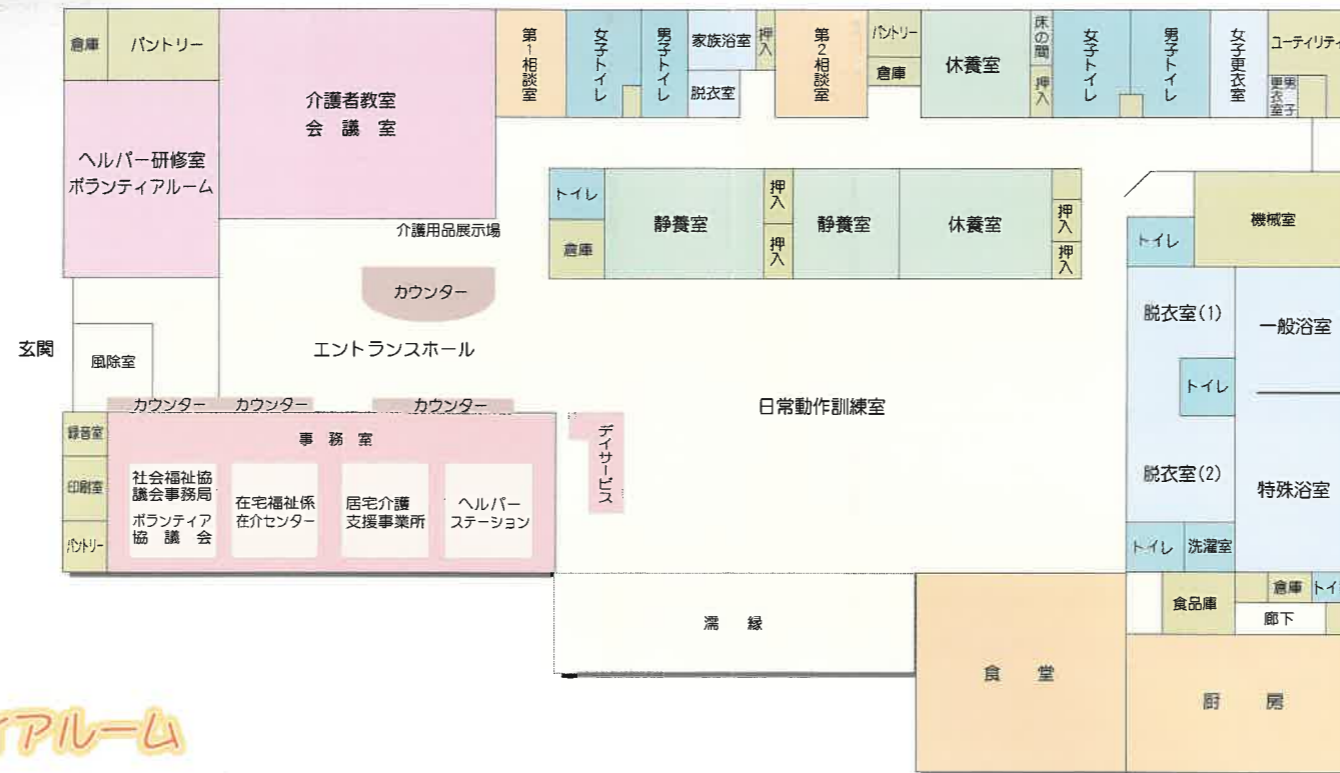 倉庫
パントリー
介護者教室
会議室
第1相談室
女子トイレ
男子トイレ
家族浴室
押入
脱衣室
第2相談室
パントリー
倉庫
休養室
床の間
押入
女子トイレ
男子トイレ
女子更衣室
ユーティリティ
男子更衣室
ヘルパー研修室
ボランティアルーム
トイレ
倉庫
静養室
押入
押入
静養室
休養室
押入
押入
機械室
トイレ
介護用品展示場
カウンター
玄関
風除室
エントランスホール
脱衣室(1)
一般浴室
トイレ
カウンター
カウンター
カウンター
日常動作訓練室
録音室
印刷室
パントリー
事務室
社会福祉協
議会事務局
ボランティア
協議会
在宅福祉係
在介センター
居宅介護
支援事業所
ヘルパー
ステーション
デイサービス
脱衣室(2)
特殊浴室
トイレ
洗濯室
食品庫
倉庫
トイ
廊下
濡縁
食堂
厨房
ィアルーム